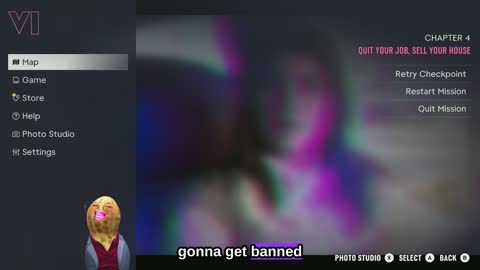 VI
CHAPTER 4
QUIT YOUR JOB, SELL YOUR HOUSE
Map
Game
Store
Help
Photo Studio
Settings
Retry Checkpoint
Restart Mission
Quit Mission
gonna get banned
PHOTO STUDIO X SELECT A BACK B